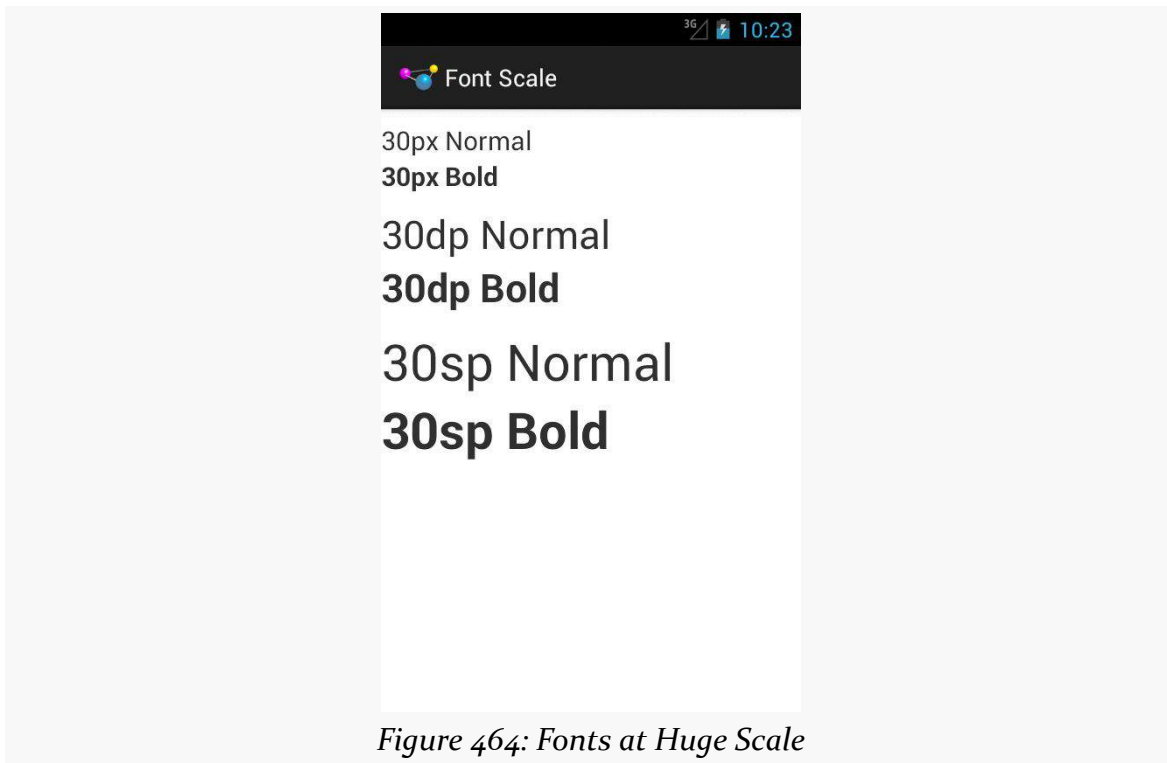 3G 10:23
Font Scale
30px Normal
30px Bold
30dp Normal
30dp Bold
30sp Normal
30sp Bold
Figure 464: Fonts at Huge Scale